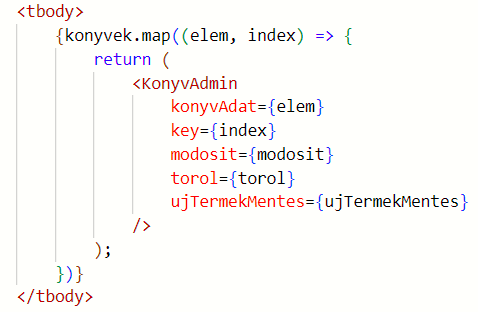 <tbody>
{konyvek.map((elem, index) => {
return (
<KonyvAdmin
konyvAdat={elem}
key={index}
modosit={modosit}
torol={torol}
ujTermekMentes={ujTermekMentes}
/>
);
})}
</tbody>